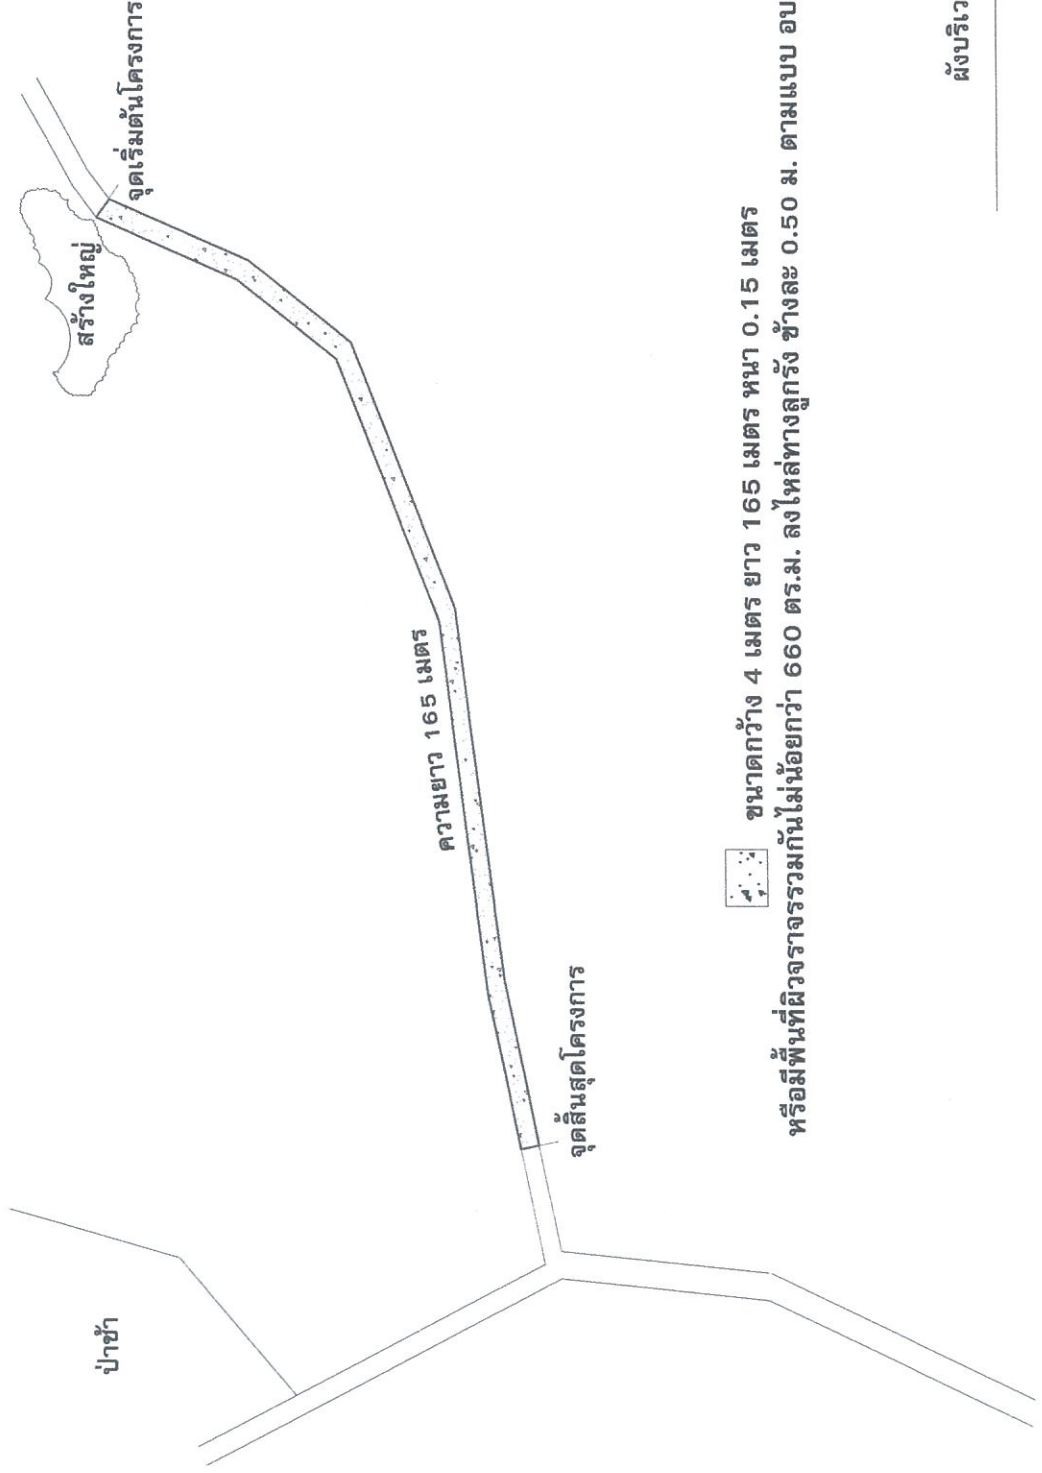 ป่าช้า
สร้างใหญ่
จุดเริ่มต้นโครงการ
ความยาว 165 เมตร
จุดสิ้นสุดโครงการ
ขนาดกว้าง 4 เมตร ยาว 165 เมตร หนา 0.15 เมตร
หรือมีพื้นที่ผิวจราจรรวมกันไม่น้อยกว่า 660 ตร.ม. ลงไหล่ทางลูกรัง ข้างละ 0.50 ม. ตามแบบ อบ
ผังบริเว